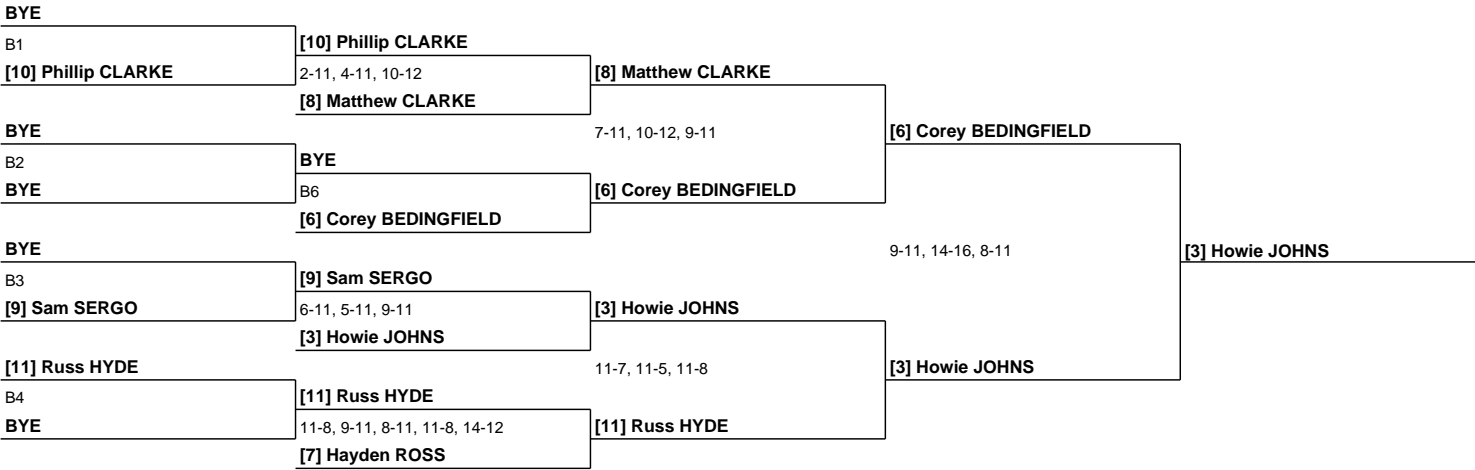 BYE
B1
[10] Phillip CLARKE
BYE
B2
BYE
BYE
B3
[9] Sam SERGO
[11] Russ HYDE
B4
BYE
[10] Phillip CLARKE
2-11, 4-11, 10-12
[8] Matthew CLARKE
BYE
B6
[6] Corey BEDINGFIELD
[9] Sam SERGO
6-11, 5-11, 9-11
[3] Howie JOHNS
[11] Russ HYDE
11-8, 9-11, 8-11, 11-8, 14-12
[7] Hayden ROSS
[8] Matthew CLARKE
7-11, 10-12, 9-11
[6] Corey BEDINGFIELD
[3] Howie JOHNS
11-7, 11-5, 11-8
[11] Russ HYDE
[6] Corey BEDINGFIELD
9-11, 14-16, 8-11
[3] Howie JOHNS
[3] Howie JOHNS